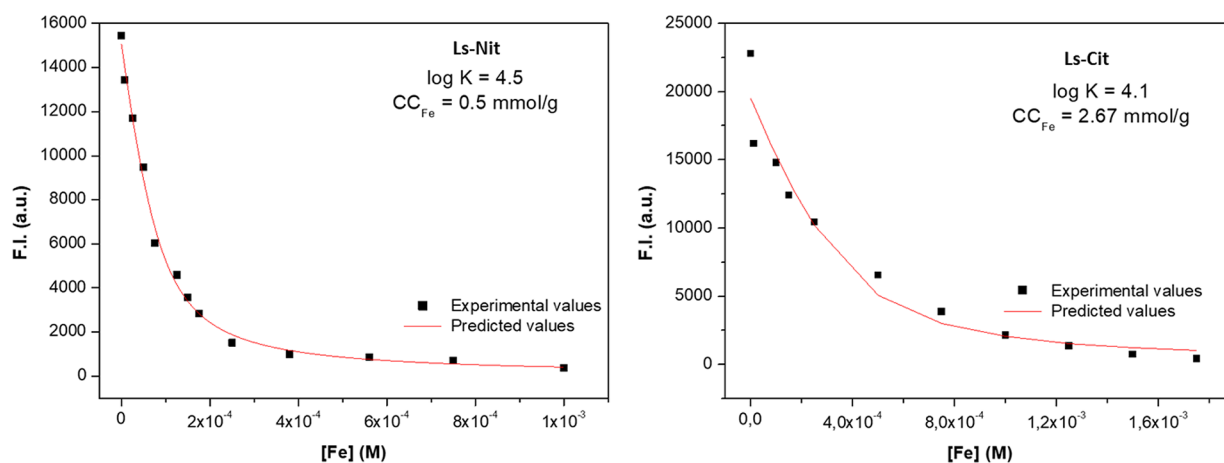 Ls-Nit
log K = 4.5
CC_Fe = 0.5 mmol/g
Experimental values
Predicted values
F.I. (a.u.)
16000
14000
12000
10000
8000
6000
4000
2000
0
0
2x10⁻⁴
4x10⁻⁴
6x10⁻⁴
8x10⁻⁴
1x10⁻³
[Fe] (M)
Ls-Cit
log K = 4.1
CC_Fe = 2.67 mmol/g
Experimental values
Predicted values
F.I. (a.u.)
25000
20000
15000
10000
5000
0
0,0
4,0x10⁻⁴
8,0x10⁻⁴
1,2x10⁻³
1,6x10⁻³
[Fe] (M)